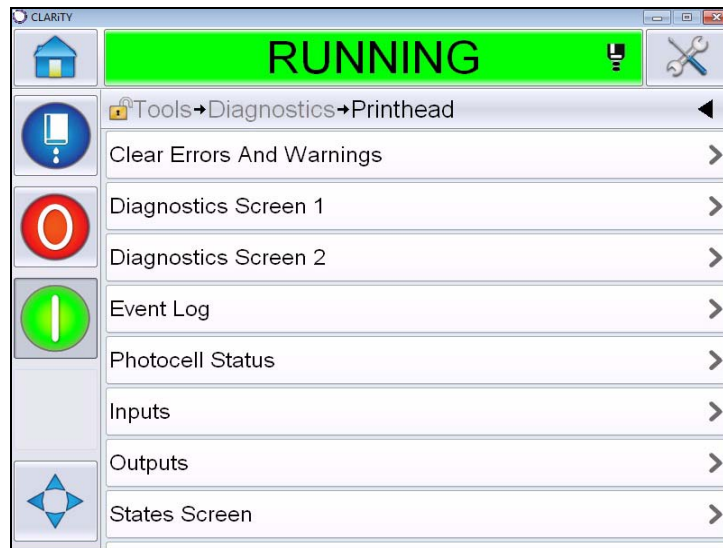 CLARiTY
RUNNING
Tools→Diagnostics→Printhead
Clear Errors And Warnings
Diagnostics Screen 1
Diagnostics Screen 2
Event Log
Photocell Status
Inputs
Outputs
States Screen